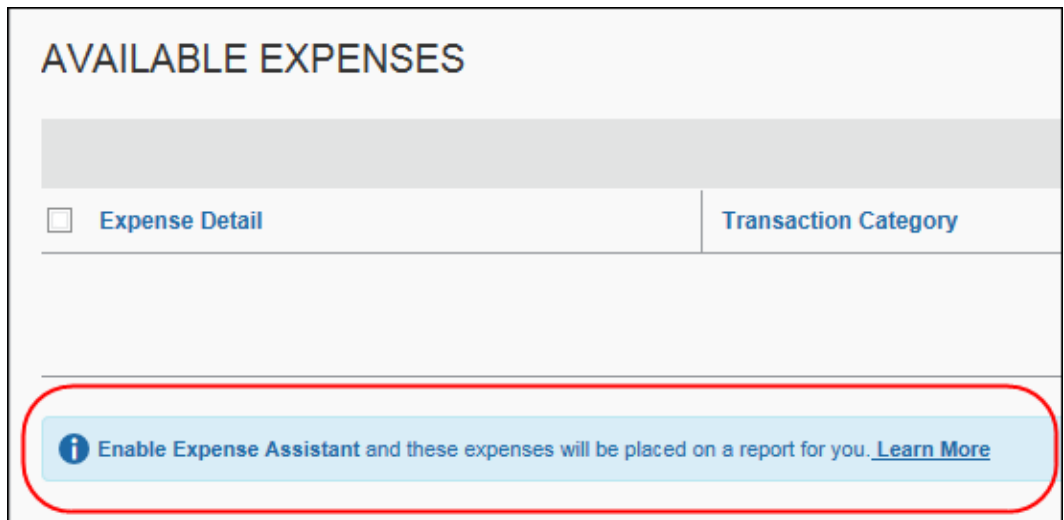 AVAILABLE EXPENSES
Expense Detail Transaction Category
Enable Expense Assistant and these expenses will be placed on a report for you. Learn More